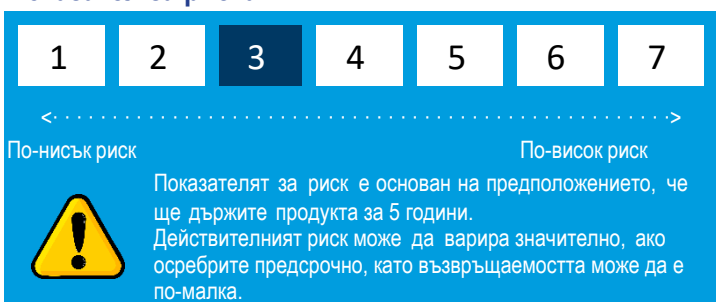 1 2 3 4 5 6 7
<· · · · · · · · · · · · · · · · · · · · · · · · · · · · · · · · · · · · · · · · · · · · · · · · · · ·>
По-нисък риск По-висок риск
Показателят за риск е основан на предположението, че
ще държите продукта за 5 години.
Действителният риск може да варира значително, ако
осребрите предсрочно, като възвръщаемостта може да е
по-малка.